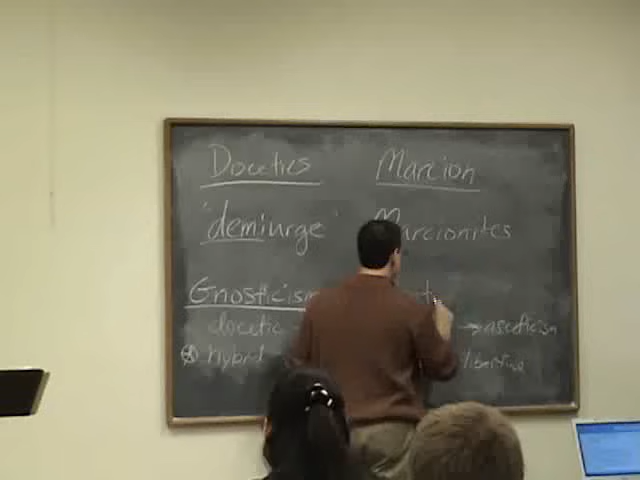 Docetics Marcion
'demiurge' Marcionites
Gnosticism
docetic → asceticism
hybrid libertine